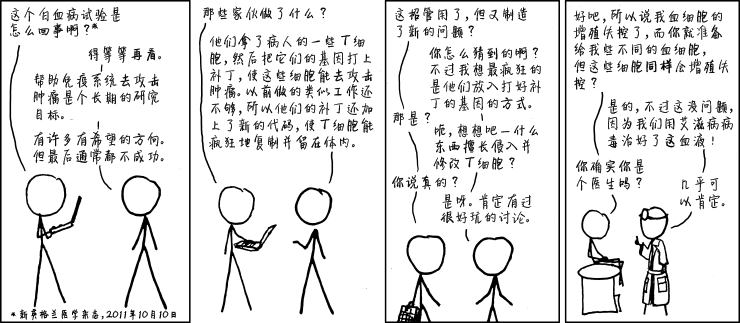 这个白血病试验是
怎么回事啊?*
得等等再看。
帮助免疫系统去攻击
肿瘤是个长期的研究
目标。
有许多有希望的方向。
但最后通常都不成功。
*新英格兰医学杂志,2011年10月10日
那些家伙做了什么?
他们拿了病人的一些T细
胞,然后把它们的基因打上
补丁,使这些细胞能去攻击
肿瘤。以前做的类似工作还
不够,所以他们的补丁还加
上了新的代码,使T细胞能
疯狂地复制并留在体内。
这招管用了,但又制造
了新的问题?
你怎么猜到的啊?
不过我想最疯狂的
是他们放入打好补
丁的基因的方式。
那是?
呃,想想吧—什么
东西擅长侵入并
修改T细胞?
你说真的?
是呀。肯定有过
很好玩的讨论。
好吧,所以说我血细胞的
增殖失控了,而你就准备
给我些不同的血细胞,
但这些细胞同样会增殖失
控?
是的,不过这没问题,
因为我们用艾滋病病
毒治好了这血液!
你确实你是
个医生吗?
几乎可
以肯定。